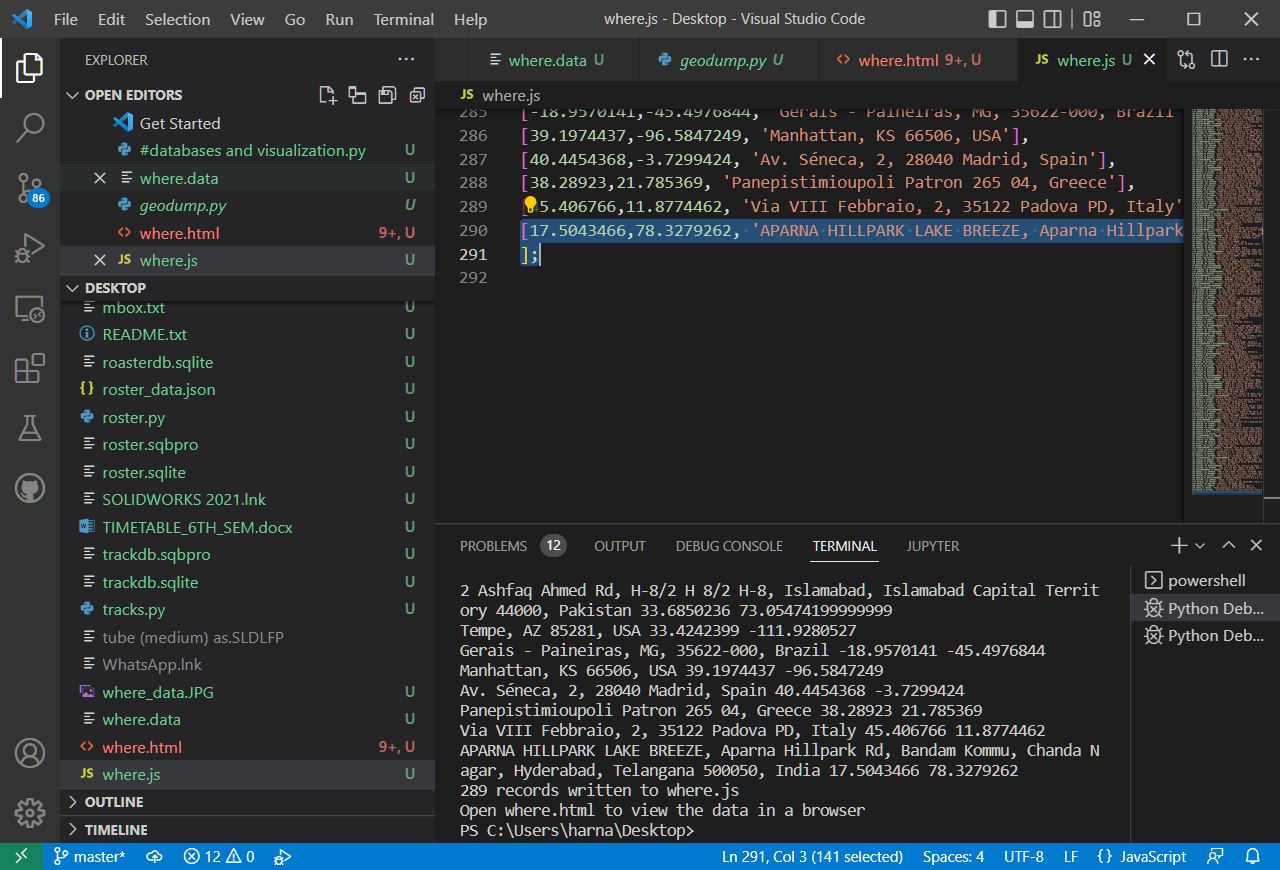 File Edit Selection View Go Run Terminal Help where.js - Desktop - Visual Studio Code
EXPLORER
OPEN EDITORS
Get Started
#databases and visualization.py U
where.data U
geodump.py U
where.html 9+, U
JS where.js U
DESKTOP
mbox.txt U
README.txt U
roasterdb.sqlite U
{} roster_data.json U
roster.py U
roster.sqbpro U
roster.sqlite U
SOLIDWORKS 2021.lnk U
TIMETABLE_6TH_SEM.docx U
trackdb.sqbpro U
trackdb.sqlite U
tracks.py U
tube (medium) as.SLDLFP
WhatsApp.lnk
where_data.JPG U
where.data U
where.html 9+, U
JS where.js U
OUTLINE
TIMELINE
86
where.data U geodump.py U where.html 9+, U JS where.js U
JS where.js
285 [-18.9570141,-45.4976844, 'Gerais - Paineiras, MG, 35622-000, Brazil
286 [39.1974437,-96.5847249, 'Manhattan, KS 66506, USA'],
287 [40.4454368,-3.7299424, 'Av. Séneca, 2, 28040 Madrid, Spain'],
288 [38.28923,21.785369, 'Panepistimioupoli Patron 265 04, Greece'],
289 [ 5.406766,11.8774462, 'Via VIII Febbraio, 2, 35122 Padova PD, Italy'
290 [17.5043466,78.3279262, 'APARNA HILLPARK LAKE BREEZE, Aparna Hillpark
291 ];
292
PROBLEMS 12 OUTPUT DEBUG CONSOLE TERMINAL JUPYTER
2 Ashfaq Ahmed Rd, H-8/2 H 8/2 H-8, Islamabad, Islamabad Capital Territ
ory 44000, Pakistan 33.6850236 73.05474199999999
Tempe, AZ 85281, USA 33.4242399 -111.9280527
Gerais - Paineiras, MG, 35622-000, Brazil -18.9570141 -45.4976844
Manhattan, KS 66506, USA 39.1974437 -96.5847249
Av. Séneca, 2, 28040 Madrid, Spain 40.4454368 -3.7299424
Panepistimioupoli Patron 265 04, Greece 38.28923 21.785369
Via VIII Febbraio, 2, 35122 Padova PD, Italy 45.406766 11.8774462
APARNA HILLPARK LAKE BREEZE, Aparna Hillpark Rd, Bandam Kommu, Chanda N
agar, Hyderabad, Telangana 500050, India 17.5043466 78.3279262
289 records written to where.js
Open where.html to view the data in a browser
PS C:\Users\harna\Desktop>
powershell
Python Deb...
Python Deb...
master* 12 0 Ln 291, Col 3 (141 selected) Spaces: 4 UTF-8 LF {} JavaScript